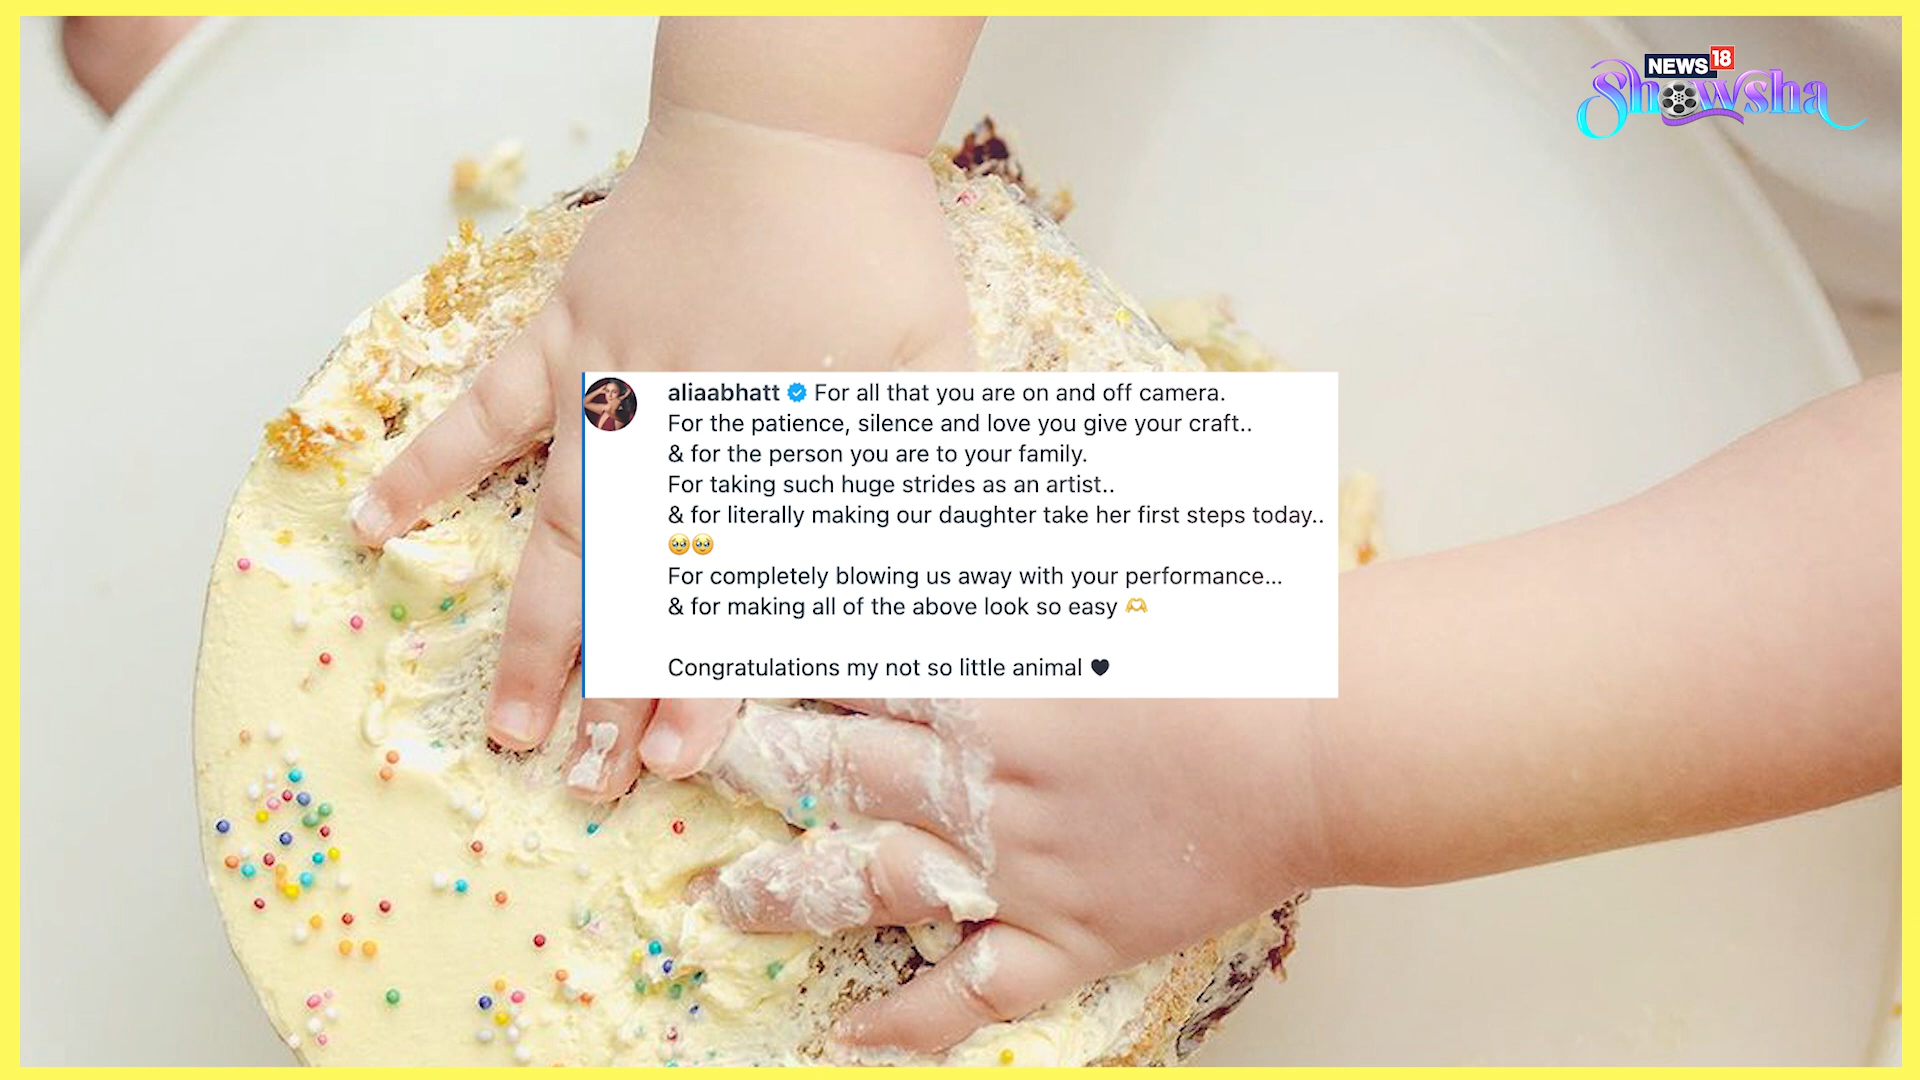 NEWS 18
Showsha
aliaabhatt For all that you are on and off camera.
For the patience, silence and love you give your craft..
& for the person you are to your family.
For taking such huge strides as an artist..
& for literally making our daughter take her first steps today..
🥹🥹
For completely blowing us away with your performance...
& for making all of the above look so easy 🫶
Congratulations my not so little animal 🖤